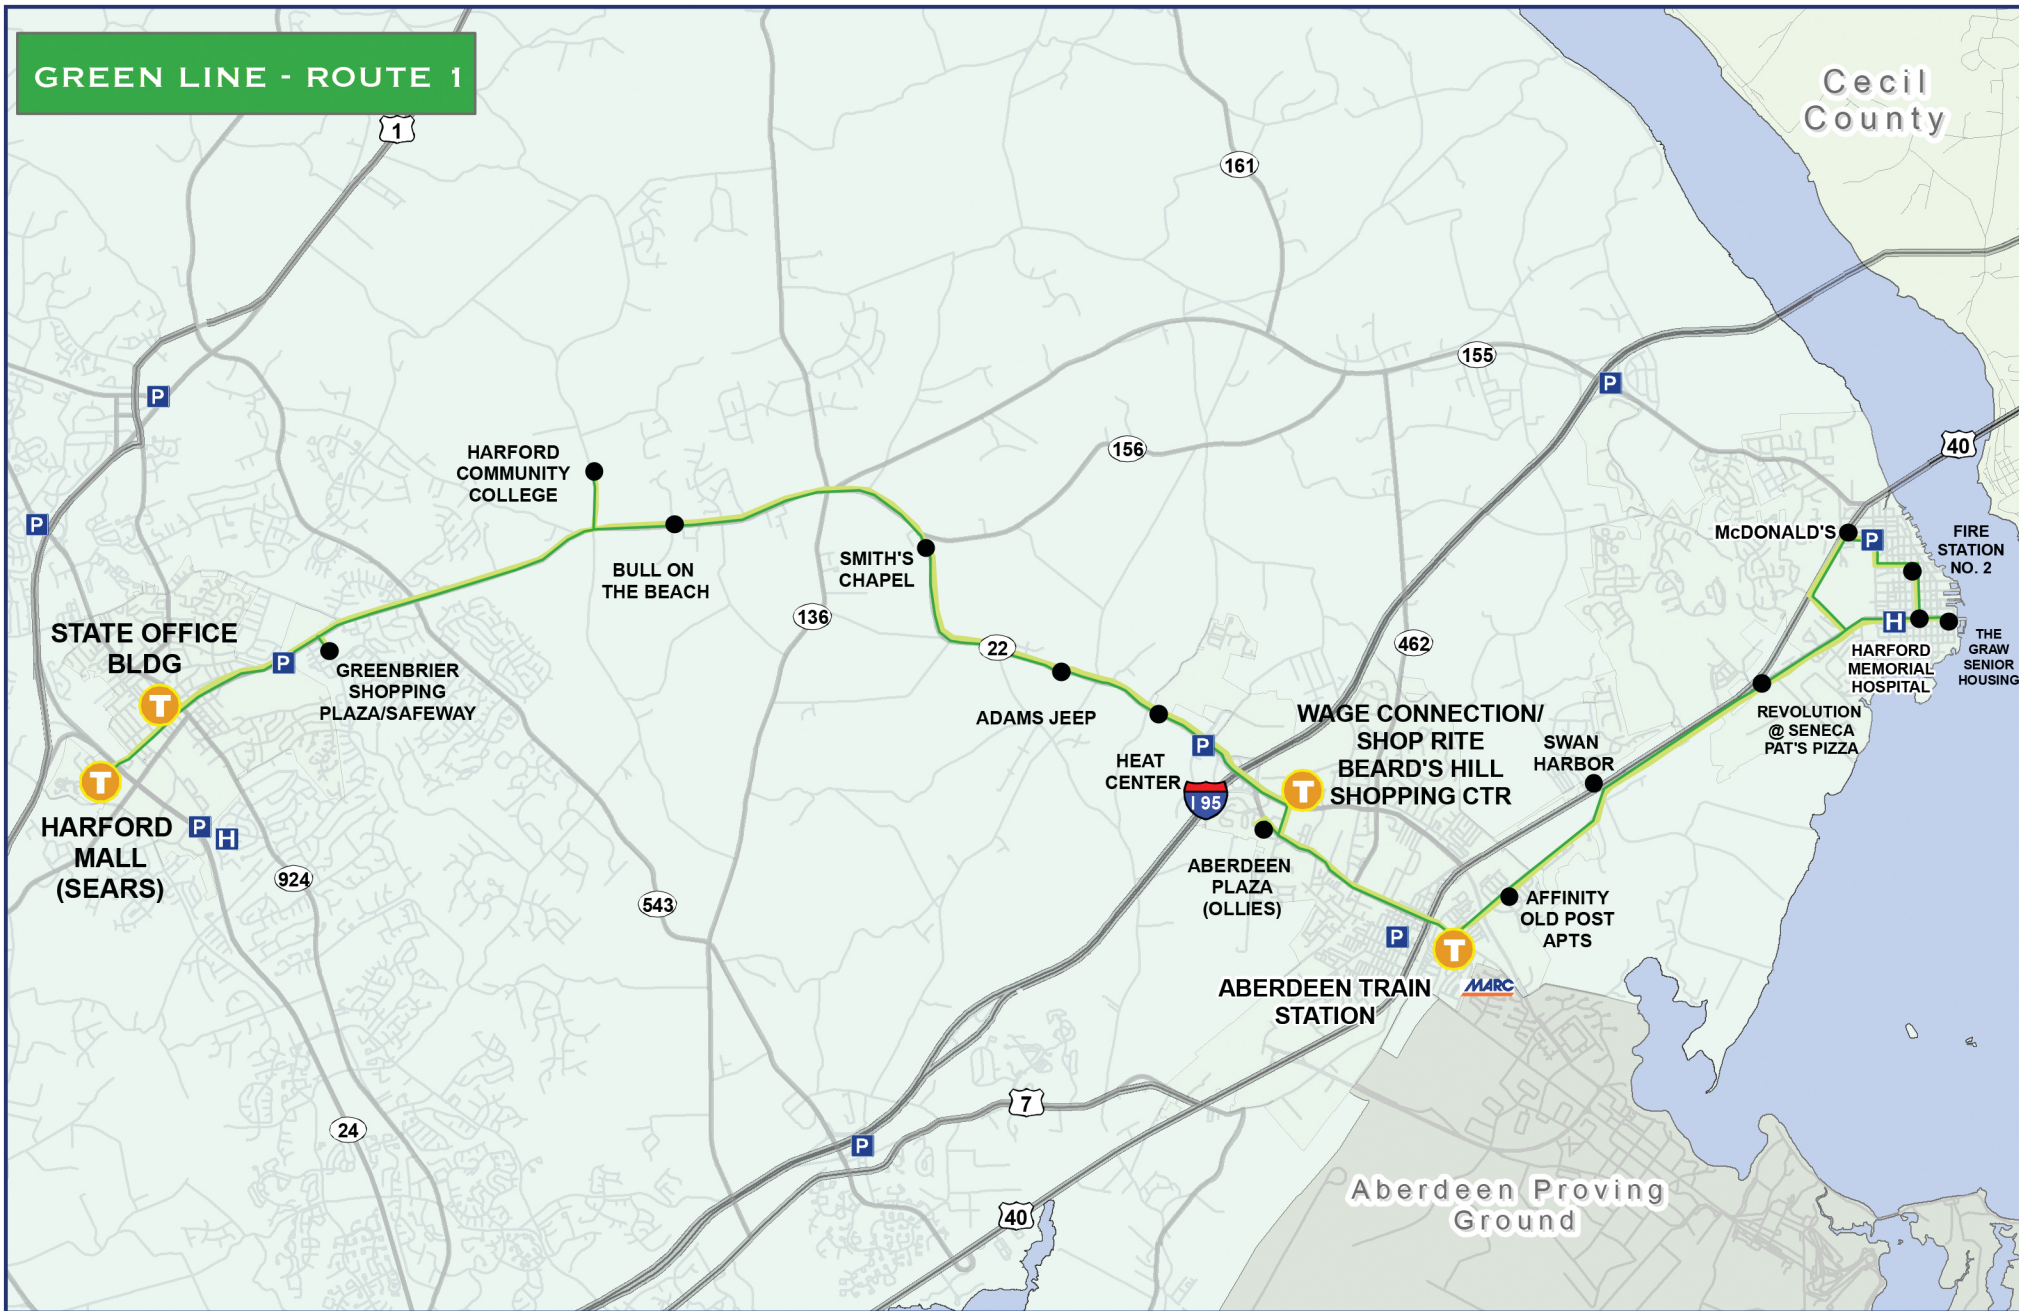 GREEN LINE - ROUTE 1
Cecil
County
1
161
155
156
40
P
P
P
HARFORD
COMMUNITY
COLLEGE
BULL ON
THE BEACH
SMITH'S
CHAPEL
136
22
462
McDONALD'S
P
FIRE
STATION
NO. 2
H
HARFORD
MEMORIAL
HOSPITAL
THE
GRAW
SENIOR
HOUSING
STATE OFFICE
BLDG
T
P
GREENBRIER
SHOPPING
PLAZA/SAFEWAY
T
HARFORD
MALL
(SEARS)
P
H
924
543
24
ADAMS JEEP
HEAT
CENTER
P
I 95
WAGE CONNECTION/
SHOP RITE
BEARD'S HILL
SHOPPING CTR
T
SWAN
HARBOR
REVOLUTION
@ SENECA
PAT'S PIZZA
ABERDEEN
PLAZA
(OLLIES)
AFFINITY
OLD POST
APTS
P
T
ABERDEEN TRAIN
STATION
MARC
7
P
40
Aberdeen Proving
Ground